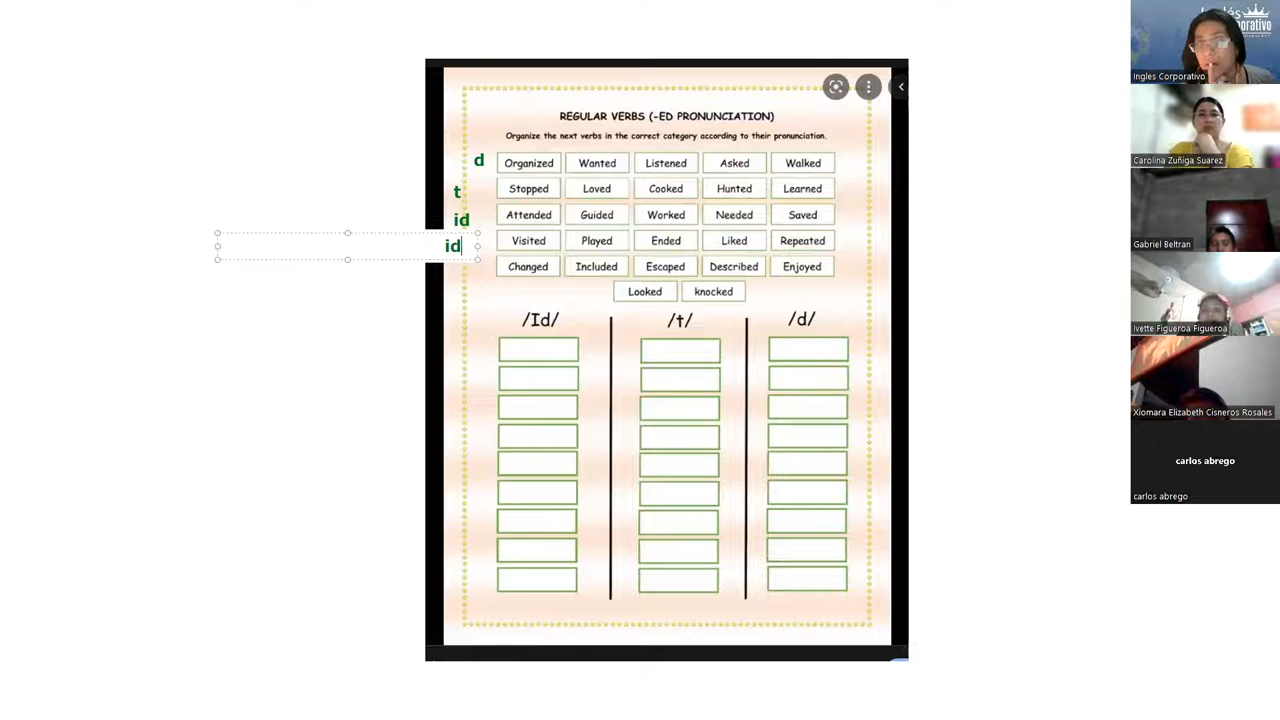 REGULAR VERBS (-ED PRONUNCIATION)
Organize the next verbs in the correct category according to their pronunciation.
d Organized Wanted Listened Asked Walked
t Stopped Loved Cooked Hunted Learned
id Attended Guided Worked Needed Saved
id Visited Played Ended Liked Repeated
Changed Included Escaped Described Enjoyed
Looked knocked
/Id/ /t/ /d/
Ingles Corporativo
Carolina Zuñiga Suarez
Gabriel Beltran
Ivette Figueroa Figueroa
Xiomara Elizabeth Cisneros Rosales
carlos abrego
carlos abrego